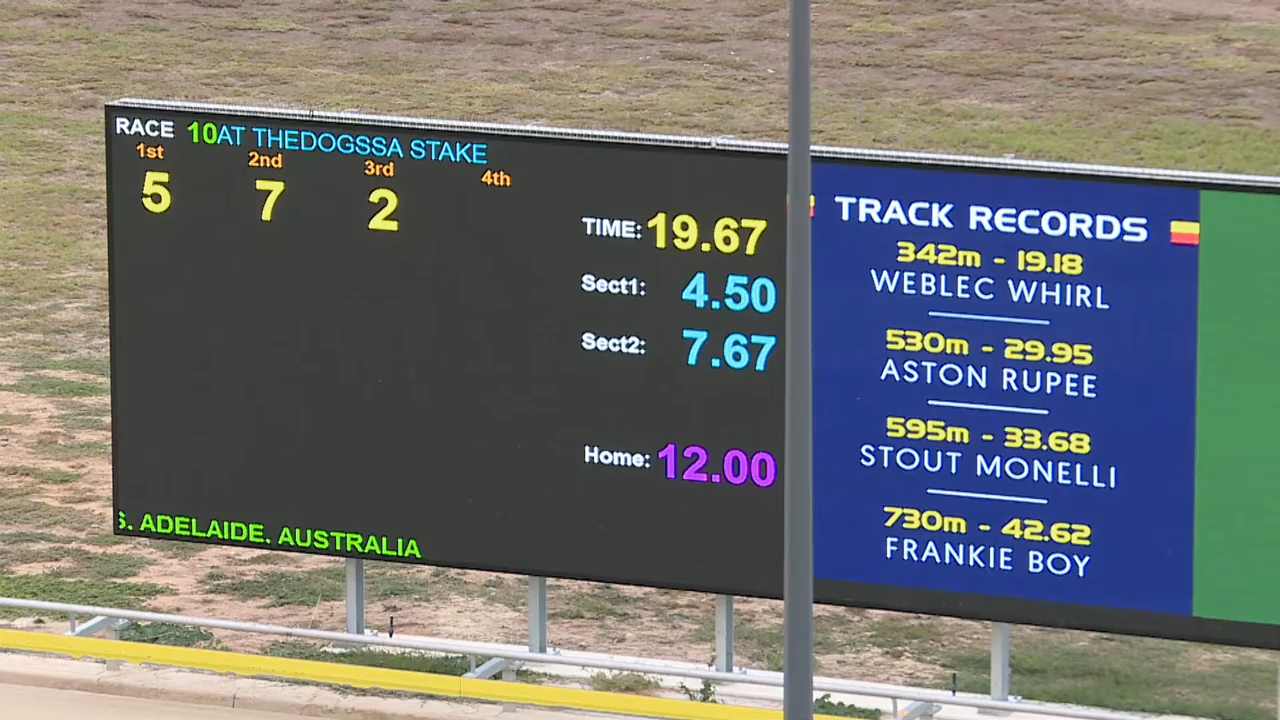 RACE 10AT THEDOGSSA STAKE
1st 2nd 3rd 4th
5 7 2
TIME: 19.67
Sect1: 4.50
Sect2: 7.67
Home: 12.00
S. ADELAIDE. AUSTRALIA
TRACK RECORDS
342m - 19.18
WEBLEC WHIRL
530m - 29.95
ASTON RUPEE
595m - 33.68
STOUT MONELLI
730m - 42.62
FRANKIE BOY